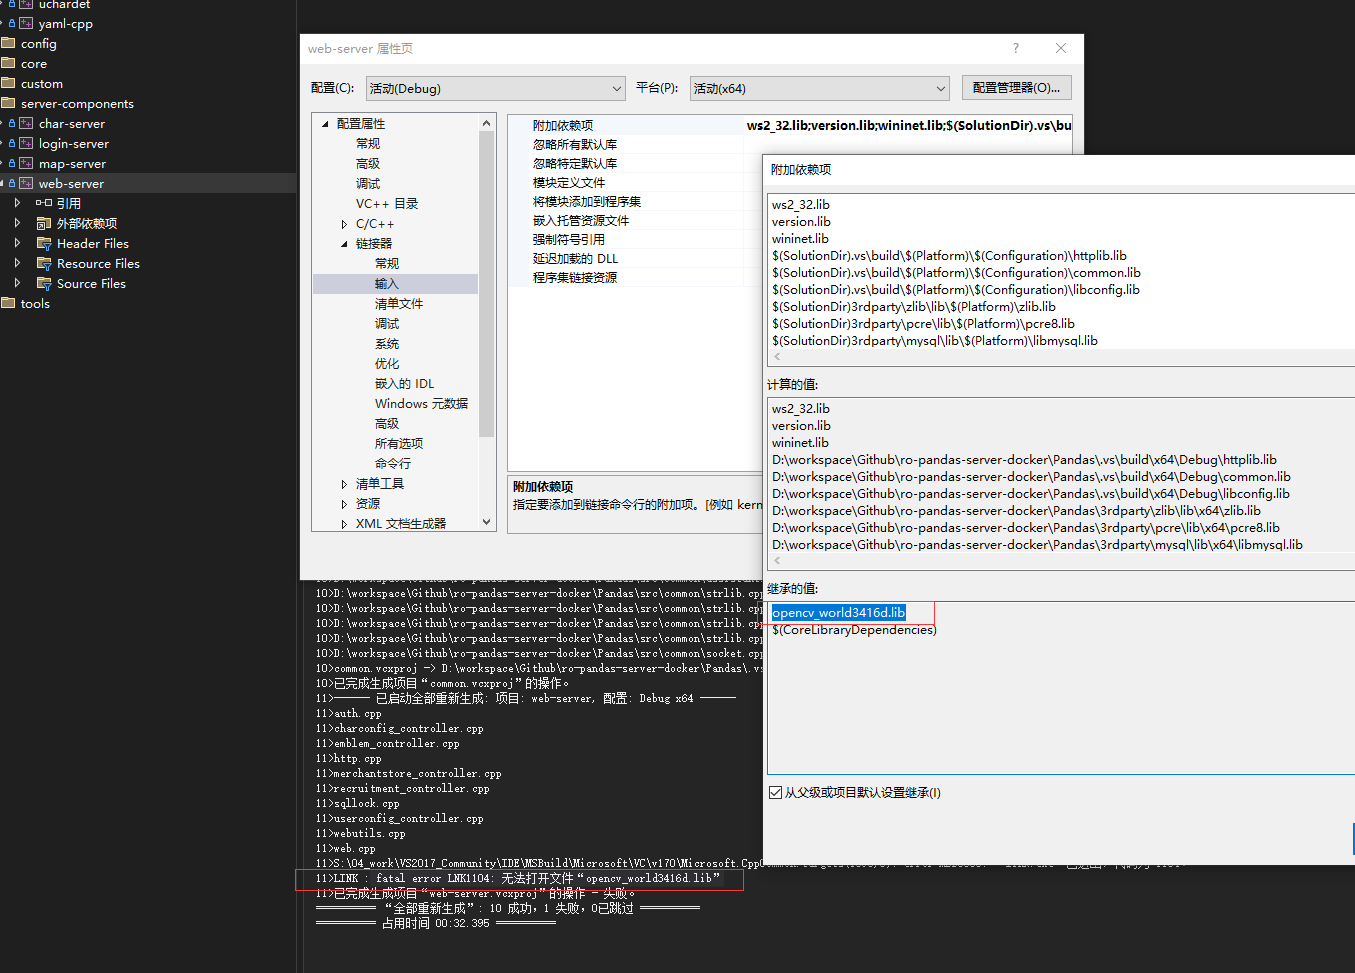 uchardet
yaml-cpp
config
core
custom
server-components
char-server
login-server
map-server
web-server
引用
外部依赖项
Header Files
Resource Files
Source Files
tools
web-server 属性页
?
配置(C):
活动(Debug)
平台(P):
活动(x64)
配置管理器(O)...
配置属性
常规
高级
调试
VC++ 目录
C/C++
链接器
常规
输入
清单文件
调试
系统
优化
嵌入的 IDL
Windows 元数据
高级
所有选项
命令行
清单工具
资源
XML 文档生成器
附加依赖项
ws2_32.lib;version.lib;wininet.lib;$(SolutionDir).vs\bu
忽略所有默认库
忽略特定默认库
模块定义文件
将模块添加到程序集
嵌入托管资源文件
强制符号引用
延迟加载的 DLL
程序集链接资源
附加依赖项
指定要添加到链接命令行的附加项。[例如 kern
附加依赖项
ws2_32.lib
version.lib
wininet.lib
$(SolutionDir).vs\build\$(Platform)\$(Configuration)\httplib.lib
$(SolutionDir).vs\build\$(Platform)\$(Configuration)\common.lib
$(SolutionDir).vs\build\$(Platform)\$(Configuration)\libconfig.lib
$(SolutionDir)3rdparty\zlib\lib\$(Platform)\zlib.lib
$(SolutionDir)3rdparty\pcre\lib\$(Platform)\pcre8.lib
$(SolutionDir)3rdparty\mysql\lib\$(Platform)\libmysql.lib
计算的值:
ws2_32.lib
version.lib
wininet.lib
D:\workspace\Github\ro-pandas-server-docker\Pandas\.vs\build\x64\Debug\httplib.lib
D:\workspace\Github\ro-pandas-server-docker\Pandas\.vs\build\x64\Debug\common.lib
D:\workspace\Github\ro-pandas-server-docker\Pandas\.vs\build\x64\Debug\libconfig.lib
D:\workspace\Github\ro-pandas-server-docker\Pandas\3rdparty\zlib\lib\x64\zlib.lib
D:\workspace\Github\ro-pandas-server-docker\Pandas\3rdparty\pcre\lib\x64\pcre8.lib
D:\workspace\Github\ro-pandas-server-docker\Pandas\3rdparty\mysql\lib\x64\libmysql.lib
继承的值:
opencv_world3416d.lib
$(CoreLibraryDependencies)
从父级或项目默认设置继承(I)
10>D:\workspace\Github\ro-pandas-server-docker\Pandas\src\common\strlib.cpp
10>D:\workspace\Github\ro-pandas-server-docker\Pandas\src\common\strlib.cpp
10>D:\workspace\Github\ro-pandas-server-docker\Pandas\src\common\strlib.cpp
10>D:\workspace\Github\ro-pandas-server-docker\Pandas\src\common\strlib.cpp
10>D:\workspace\Github\ro-pandas-server-docker\Pandas\src\common\socket.cpp
10>common.vcxproj -> D:\workspace\Github\ro-pandas-server-docker\Pandas\.vs
10>已完成生成项目“common.vcxproj”的操作。
11>------ 已启动全部重新生成: 项目: web-server, 配置: Debug x64 ------
11>auth.cpp
11>charconfig_controller.cpp
11>emblem_controller.cpp
11>http.cpp
11>merchantstore_controller.cpp
11>recruitment_controller.cpp
11>sqllock.cpp
11>userconfig_controller.cpp
11>webutils.cpp
11>web.cpp
11>S:\04_work\VS2017_Community\IDE\MSBuild\Microsoft\VC\v170\Microsoft.Cpp
11>LINK : fatal error LNK1104: 无法打开文件“opencv_world3416d.lib”
11>已完成生成项目“web-server.vcxproj”的操作 - 失败。
========== “全部重新生成”: 10 成功，1 失败，0已跳过 ==========
========== 占用时间 00:32.395 ==========